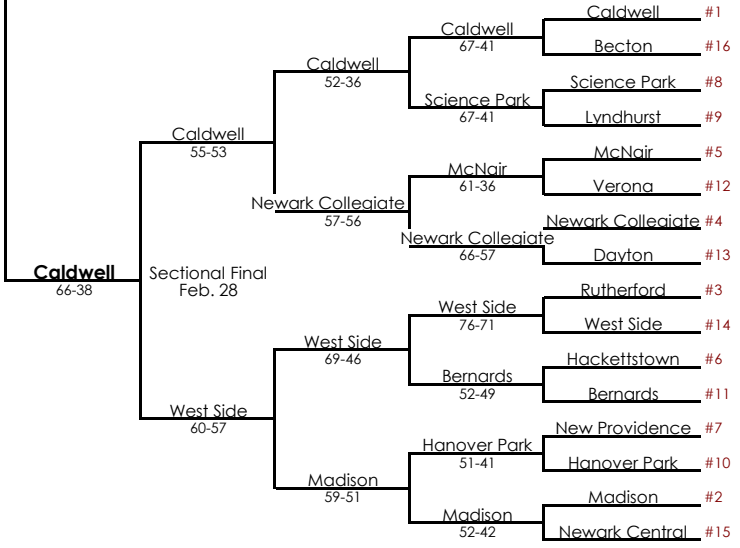 Caldwell #1
Caldwell
67-41
Becton #16
Caldwell
52-36
Science Park #8
Science Park
67-41
Lyndhurst #9
Caldwell
55-53
McNair #5
McNair
61-36
Verona #12
Newark Collegiate
57-56
Newark Collegiate #4
Newark Collegiate
66-57
Dayton #13
Caldwell
66-38
Sectional Final
Feb. 28
Rutherford #3
West Side
76-71
West Side #14
West Side
69-46
Hackettstown #6
Bernards
52-49
Bernards #11
West Side
60-57
New Providence #7
Hanover Park
51-41
Hanover Park #10
Madison
59-51
Madison #2
Madison
52-42
Newark Central #15